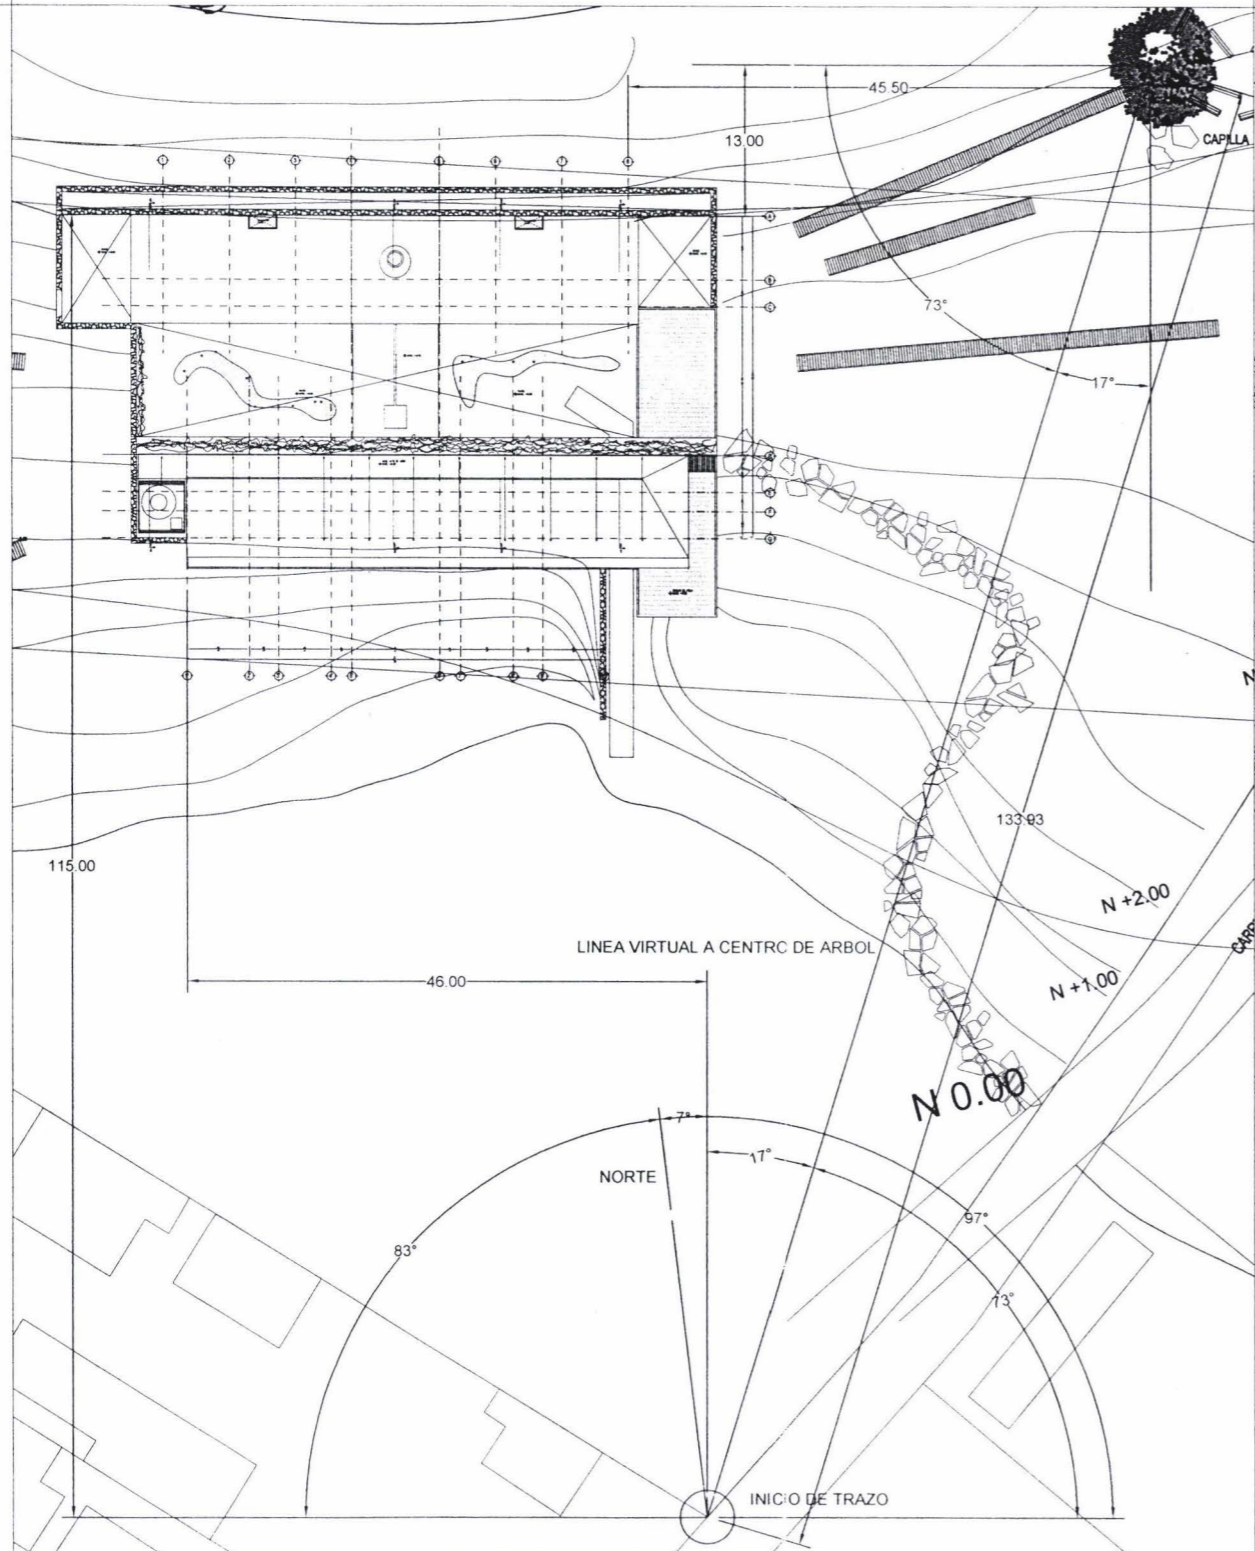 45.50
13.00
CAPILLA
73°
17°
133.93
115.00
N +2.00
LINEA VIRTUAL A CENTRO DE ARBOL
46.00
N +1.00
N 0.00
7°
17°
NORTE
97°
83°
73°
INICIO DE TRAZO